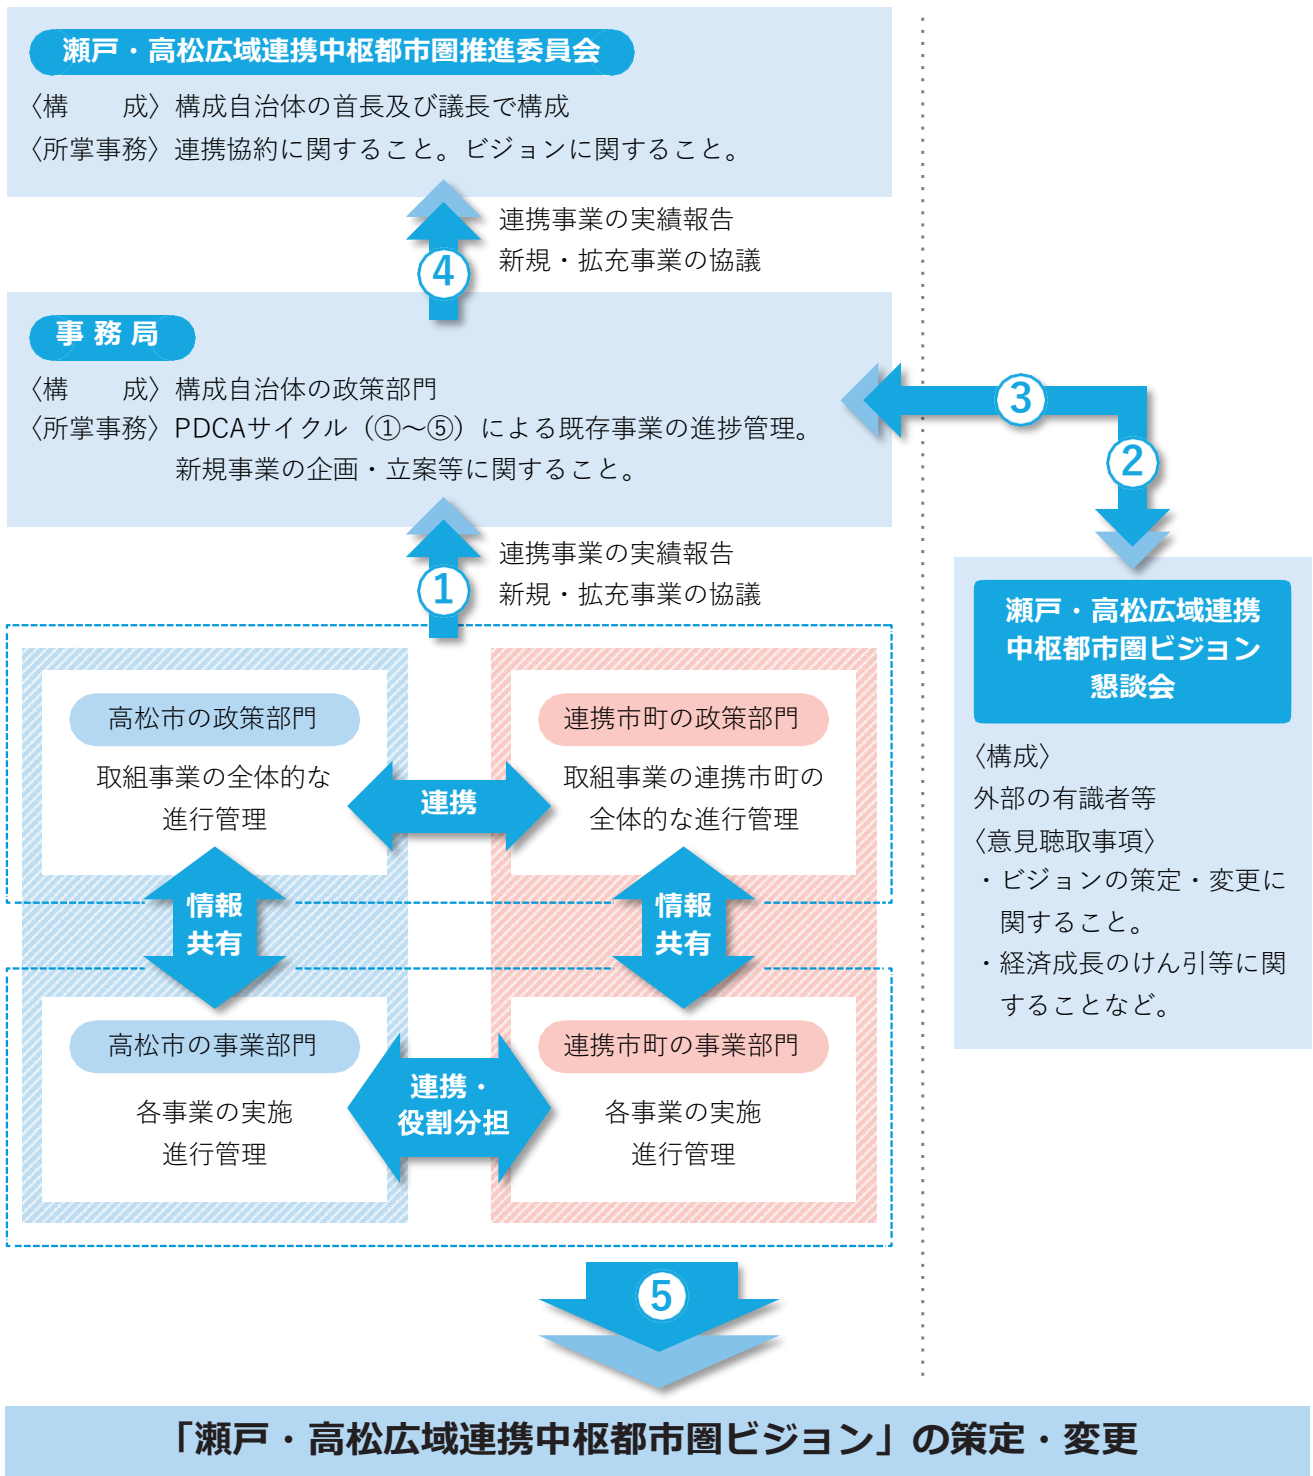 瀬戸・高松広域連携中枢都市圏推進委員会
〈構　　成〉構成自治体の首長及び議長で構成
〈所掌事務〉連携協約に関すること。ビジョンに関すること。
連携事業の実績報告
新規・拡充事業の協議
④
事務局
〈構　　成〉構成自治体の政策部門
〈所掌事務〉PDCAサイクル（①〜⑤）による既存事業の進捗管理。
新規事業の企画・立案等に関すること。
③
②
連携事業の実績報告
新規・拡充事業の協議
①
瀬戸・高松広域連携
中枢都市圏ビジョン
懇談会
〈構成〉
外部の有識者等
〈意見聴取事項〉
・ビジョンの策定・変更に
関すること。
・経済成長のけん引等に関
することなど。
高松市の政策部門
取組事業の全体的な
進行管理
連携
連携市町の政策部門
取組事業の連携市町の
全体的な進行管理
情報
共有
情報
共有
高松市の事業部門
各事業の実施
進行管理
連携・
役割分担
連携市町の事業部門
各事業の実施
進行管理
⑤
「瀬戸・高松広域連携中枢都市圏ビジョン」の策定・変更